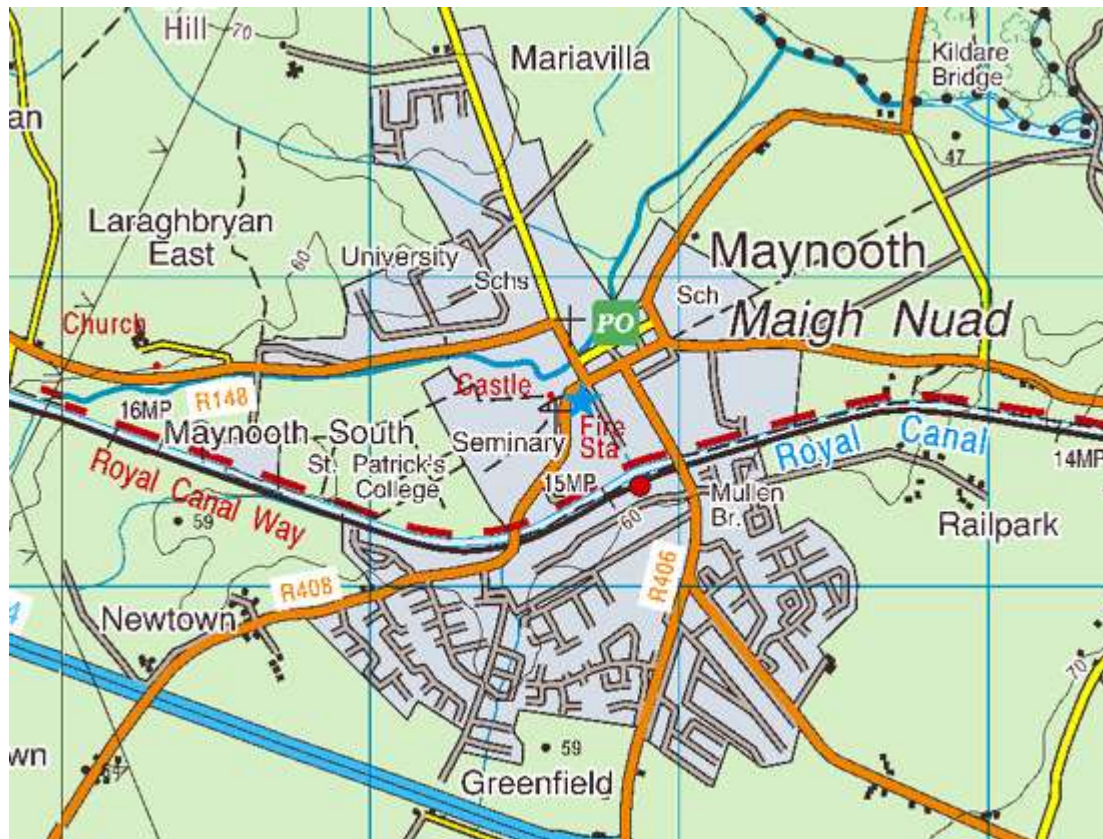 Hill
70
Mariavilla
Kildare
Bridge
an
47
Laraghbryan
East
60
University
Schs
Maynooth
PO
Sch
Maigh Nuad
Church
Castle
16MP
R148
Maynooth South
Seminary
Fire
Sta
Royal Canal
St. Patrick's
College
15MP
14MP
Royal Canal Way
Mullen
Br.
59
60
Railpark
R408
R406
Newtown
4
70
wn
59
Greenfield